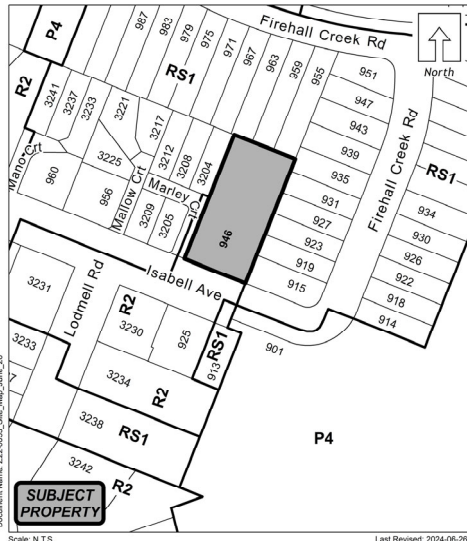 Firehall Creek Rd
North
P4
R2
RS1
987
983
979
975
971
967
963
959
955
951
947
943
939
935
931
927
923
919
915
Firehall Creek Rd
RS1
934
930
926
922
918
914
3241
3237
3233
3221
3217
3212
3208
3204
3225
Mano Crt
960
956
Mallow Crt
Marley Crt
3209
3205
946
Isabell Ave
Lodmell Rd
3231
R2
3230
925
RS1
913
901
3233
3234
R2
3238
RS1
3242
R2
P4
SUBJECT
PROPERTY
Scale: N.T.S.
Last Revised: 2024-06-26